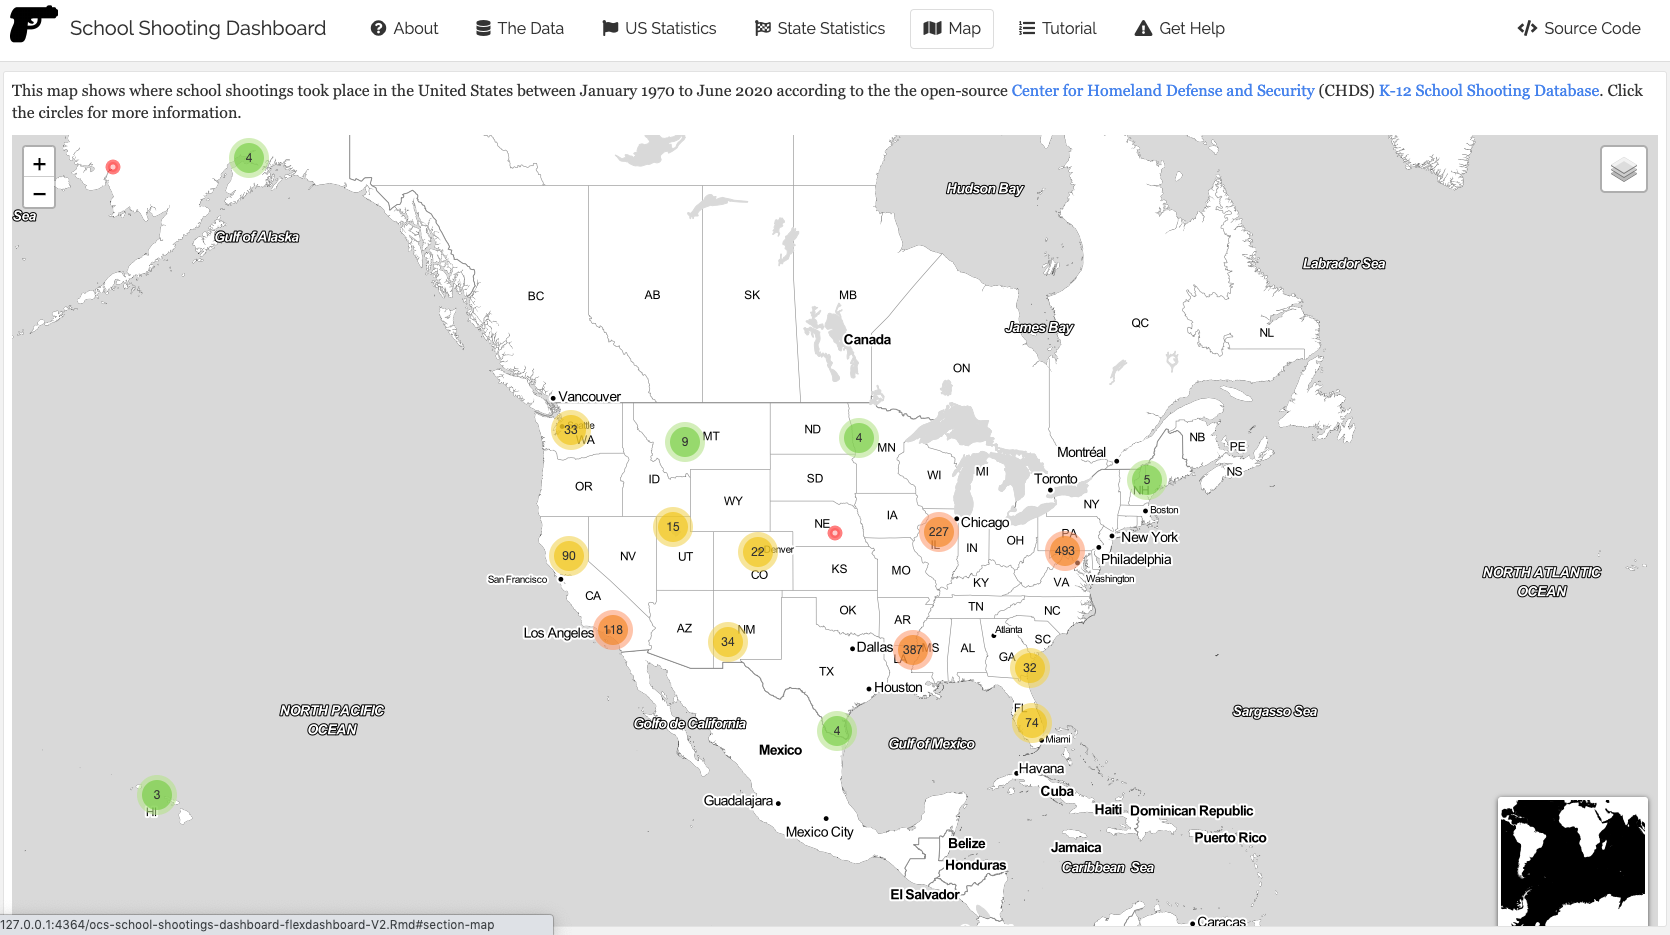 School Shooting Dashboard About The Data US Statistics State Statistics Map Tutorial Get Help Source Code
This map shows where school shootings took place in the United States between January 1970 to June 2020 according to the the open-source Center for Homeland Defense and Security (CHDS) K-12 School Shooting Database. Click
the circles for more information.
+
−
4
Hudson Bay
Sea
Gulf of Alaska
Labrador Sea
BC
AB
SK
MB
QC
James Bay
NL
Canada
ON
Vancouver
33
WA
9
MT
ND
4
MN
NB
PE
Montréal
NS
OR
ID
SD
WI
MI
Toronto
5
NH
WY
NY
Boston
15
NE
IA
227
IL
Chicago
PA
New York
90
NV
UT
22
Denver
CO
IN
OH
493
Philadelphia
San Francisco
KS
MO
KY
VA
Washington
NORTH ATLANTIC
OCEAN
CA
OK
AR
TN
NC
Los Angeles
118
AZ
34
NM
Dallas
387
LA
MS
AL
Atlanta
GA
SC
32
TX
Houston
NORTH PACIFIC
OCEAN
Golfo de California
4
Gulf of Mexico
FL
74
Miami
Sargasso Sea
Mexico
Havana
Cuba
3
HI
Guadalajara
Mexico City
Haiti
Dominican Republic
Puerto Rico
Belize
Jamaica
Honduras
Caribbean Sea
El Salvador
Caracas
127.0.0.1:4364/ocs-school-shootings-dashboard-flexdashboard-V2.Rmd#section-map